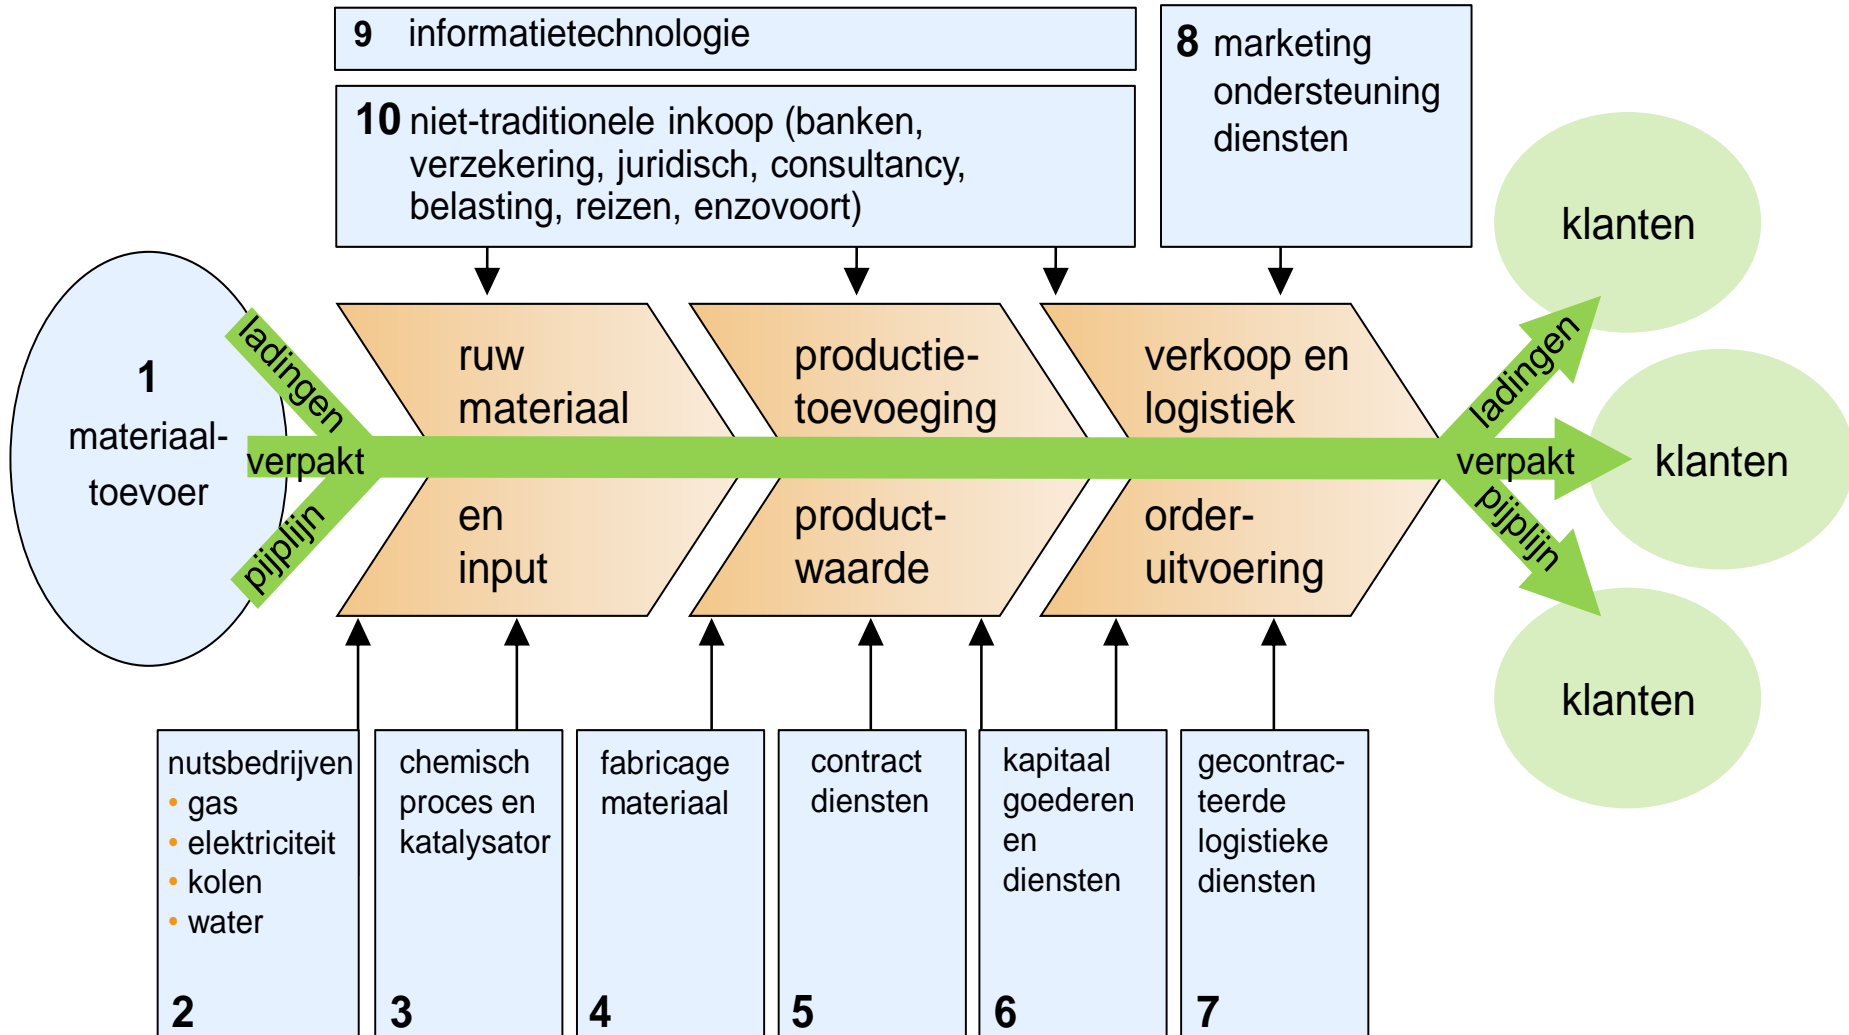 9 informatietechnologie
10 niet-traditionele inkoop (banken,
verzekering, juridisch, consultancy,
belasting, reizen, enzovoort)
8 marketing
ondersteuning
diensten
1
materiaal-
toevoer
ladingen
verpakt
pijplijn
ruw
materiaal
en
input
productie-
toevoeging
product-
waarde
verkoop en
logistiek
order-
uitvoering
ladingen
verpakt
pijplijn
klanten
klanten
klanten
nutsbedrijven
• gas
• elektriciteit
• kolen
• water
2
chemisch
proces en
katalysator
3
fabricage
materiaal
4
contract
diensten
5
kapitaal
goederen
en
diensten
6
gecontrac-
teerde
logistieke
diensten
7